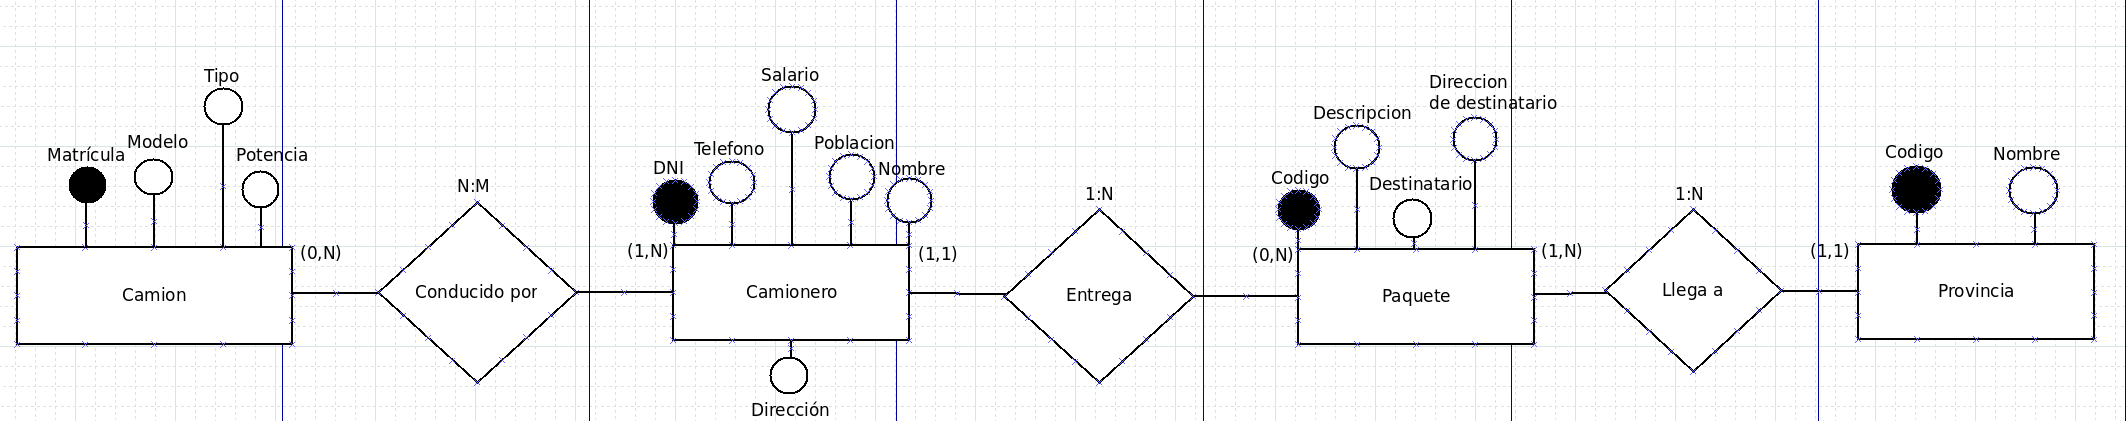 Tipo
Matrícula
Modelo
Potencia
Camion
(0,N)
N:M
Conducido por
Salario
DNI
Telefono
Poblacion
Nombre
(1,N)
Camionero
(1,1)
Dirección
1:N
Entrega
Direccion
de destinatario
Descripcion
Codigo
Destinatario
(0,N)
Paquete
(1,N)
1:N
Llega a
(1,1)
Codigo
Nombre
Provincia